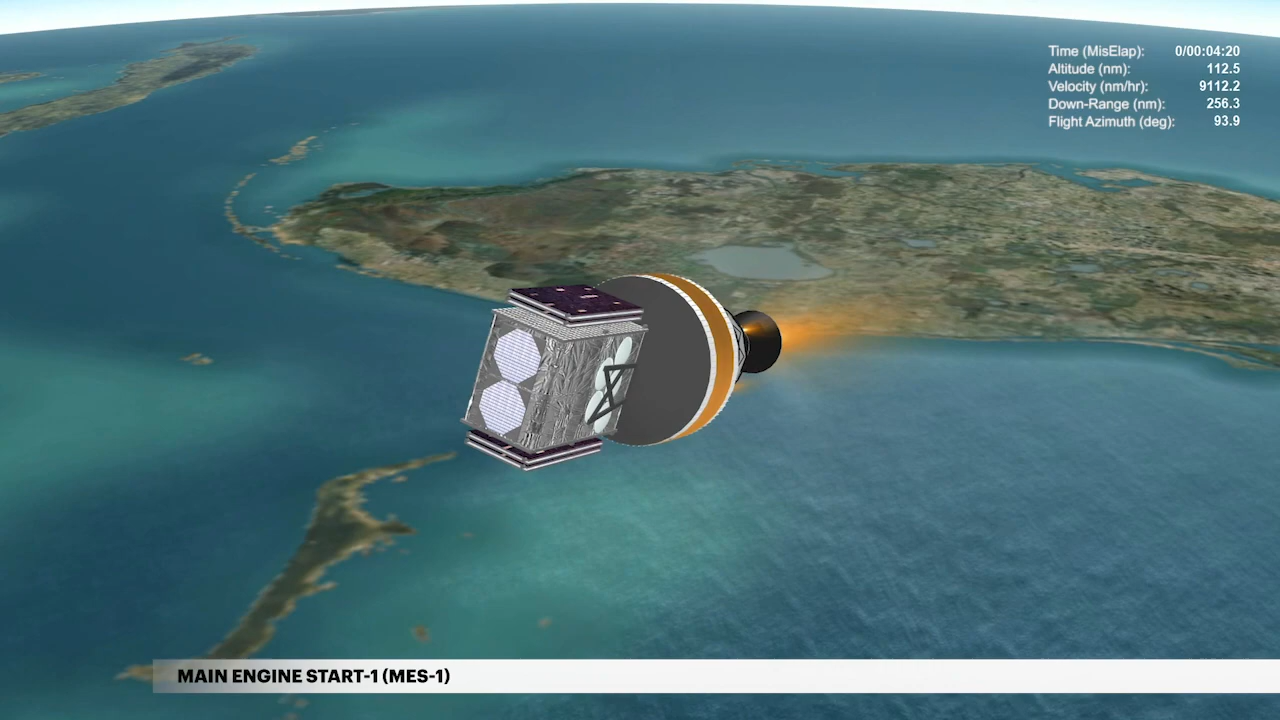 Time (MisElap): 0/00:04:20
Altitude (nm): 112.5
Velocity (nm/hr): 9112.2
Down-Range (nm): 256.3
Flight Azimuth (deg): 93.9
MAIN ENGINE START-1 (MES-1)